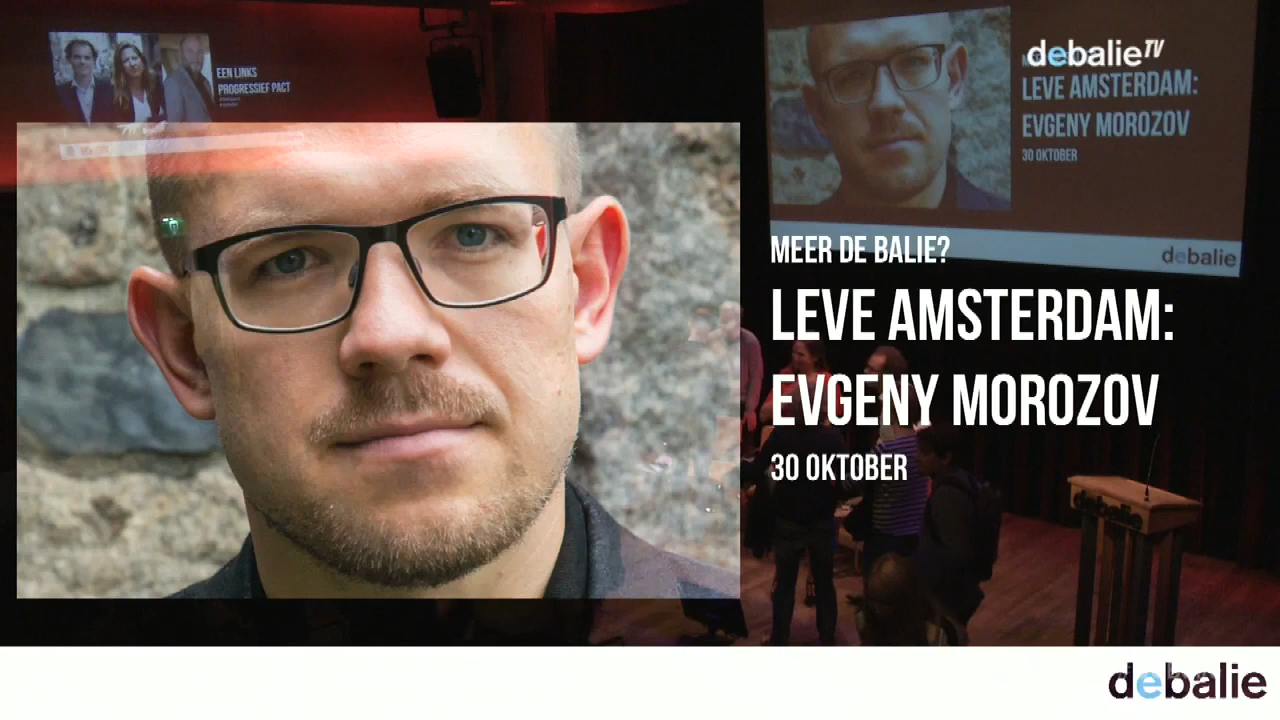 EEN LINKS
PROGRESSIEF PACT
debalieTV
LEVE AMSTERDAM:
EVGENY MOROZOV
30 OKTOBER
debalie
MEER DE BALIE?
LEVE AMSTERDAM:
EVGENY MOROZOV
30 OKTOBER
debalie
debalie